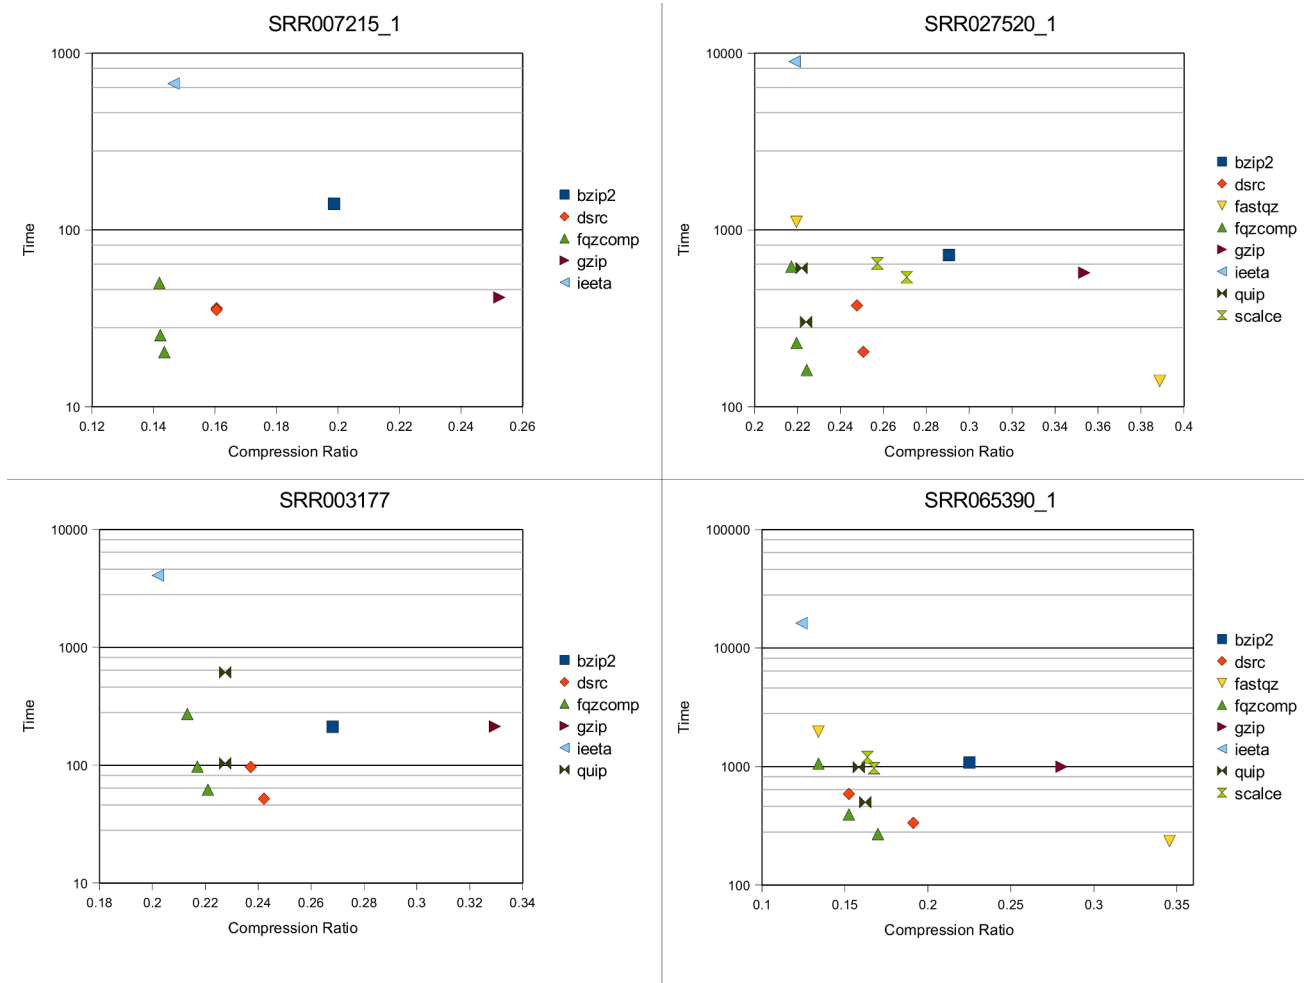 SRR007215_1
1000
100
10
Time
0.12 0.14 0.16 0.18 0.2 0.22 0.24 0.26
Compression Ratio
bzip2
dsrc
fqzcomp
gzip
ieeta
SRR027520_1
10000
1000
100
Time
0.2 0.22 0.24 0.26 0.28 0.3 0.32 0.34 0.36 0.38 0.4
Compression Ratio
bzip2
dsrc
fastqz
fqzcomp
gzip
ieeta
quip
scalce
SRR003177
10000
1000
100
10
Time
0.18 0.2 0.22 0.24 0.26 0.28 0.3 0.32 0.34
Compression Ratio
bzip2
dsrc
fqzcomp
gzip
ieeta
quip
SRR065390_1
100000
10000
1000
100
Time
0.1 0.15 0.2 0.25 0.3 0.35
Compression Ratio
bzip2
dsrc
fastqz
fqzcomp
gzip
ieeta
quip
scalce